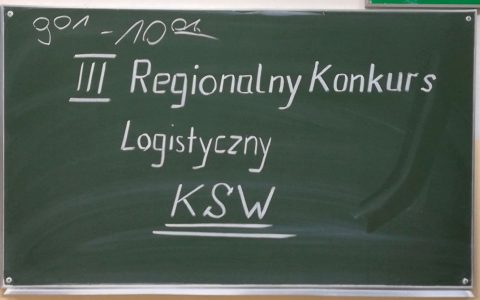 9⁰¹ - 10⁰¹
III Regionalny Konkurs
Logistyczny
KSW